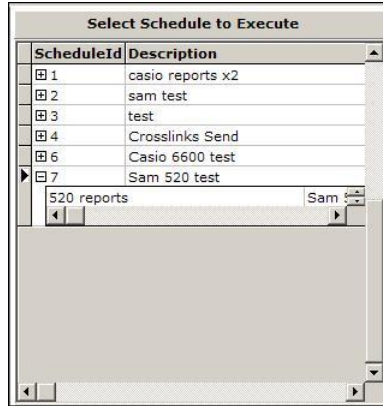 Select Schedule to Execute
ScheduleId Description
1 casio reports x2
2 sam test
3 test
4 Crosslinks Send
6 Casio 6600 test
7 Sam 520 test
520 reports Sam